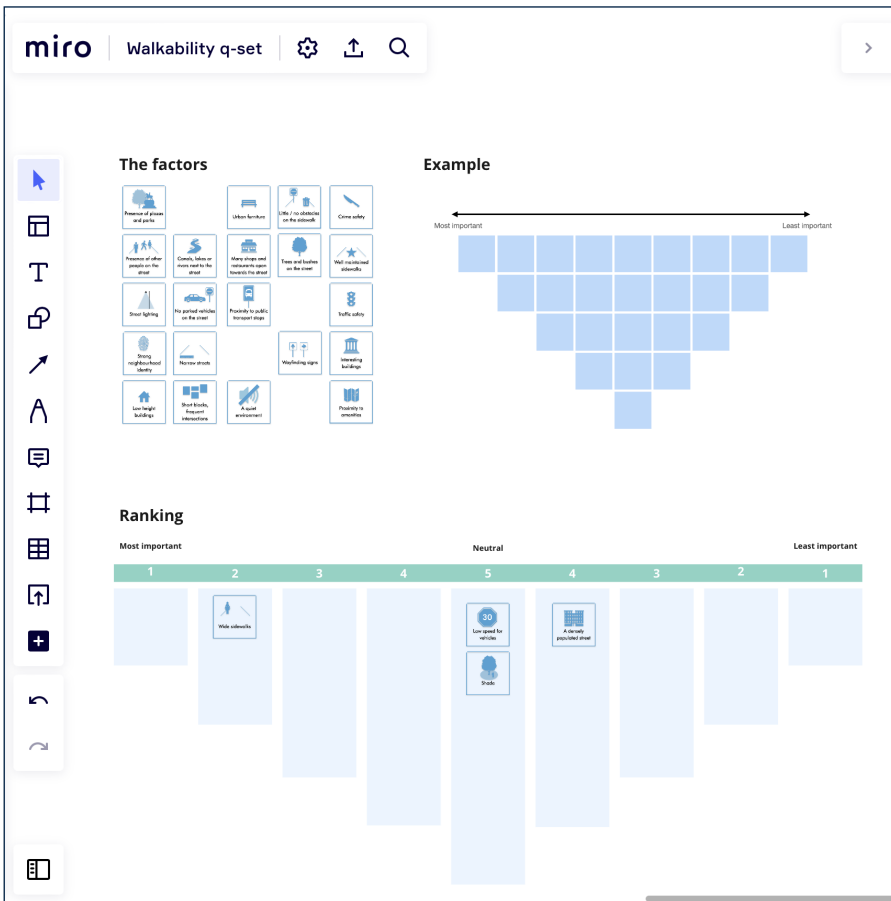 miro
Walkability q-set
The factors
Presence of plazas
and parks
Urban furniture
Little / no obstacles
on the sidewalk
Crime safety
Presence of other
people on the
street
Canals, lakes or
rivers next to the
street
Many shops and
restaurants open
towards the street
Trees and bushes
on the street
Well maintained
sidewalks
Street lighting
No parked vehicles
on the street
Proximity to public
transport stops
Traffic safety
Strong
neighbourhood
identity
Narrow streets
Wayfinding signs
Interesting
buildings
Low height
buildings
Short blocks,
frequent
intersections
A quiet
environment
Proximity to
amenities
Example
Most important
Least important
Ranking
Most important
Neutral
Least important
1 2 3 4 5 4 3 2 1
Wide sidewalks
30
Low speed for
vehicles
A densely
populated street
Shade